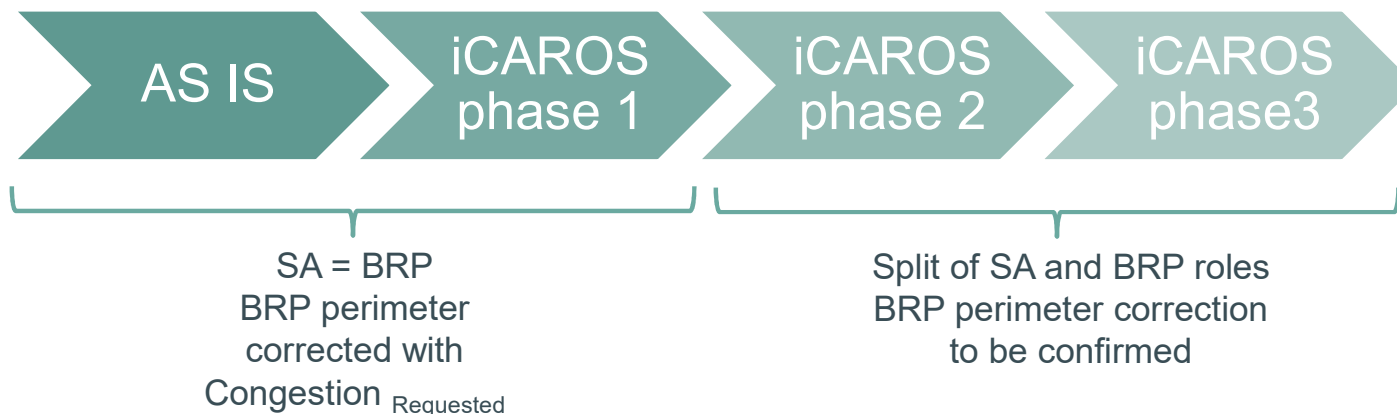 AS IS
iCAROS
phase 1
iCAROS
phase 2
iCAROS
phase3
SA = BRP
BRP perimeter
corrected with
Congestion Requested
Split of SA and BRP roles
BRP perimeter correction
to be confirmed